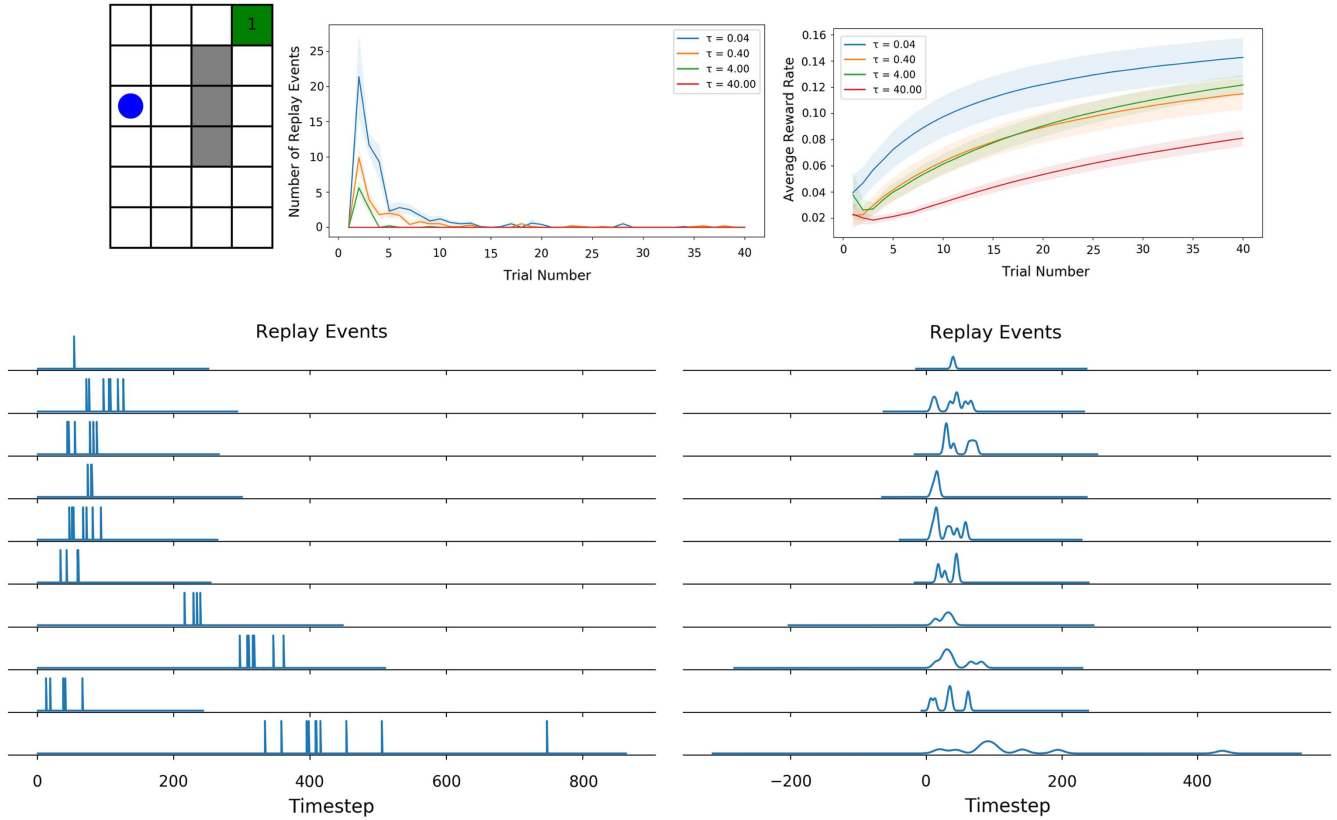 1
Number of Replay Events
25
20
15
10
5
0
0 5 10 15 20 25 30 35 40
Trial Number
τ = 0.04
τ = 0.40
τ = 4.00
τ = 40.00
Average Reward Rate
0.16
0.14
0.12
0.10
0.08
0.06
0.04
0.02
0 5 10 15 20 25 30 35 40
Trial Number
τ = 0.04
τ = 0.40
τ = 4.00
τ = 40.00
Replay Events
0 200 400 600 800
Timestep
Replay Events
−200 0 200 400
Timestep